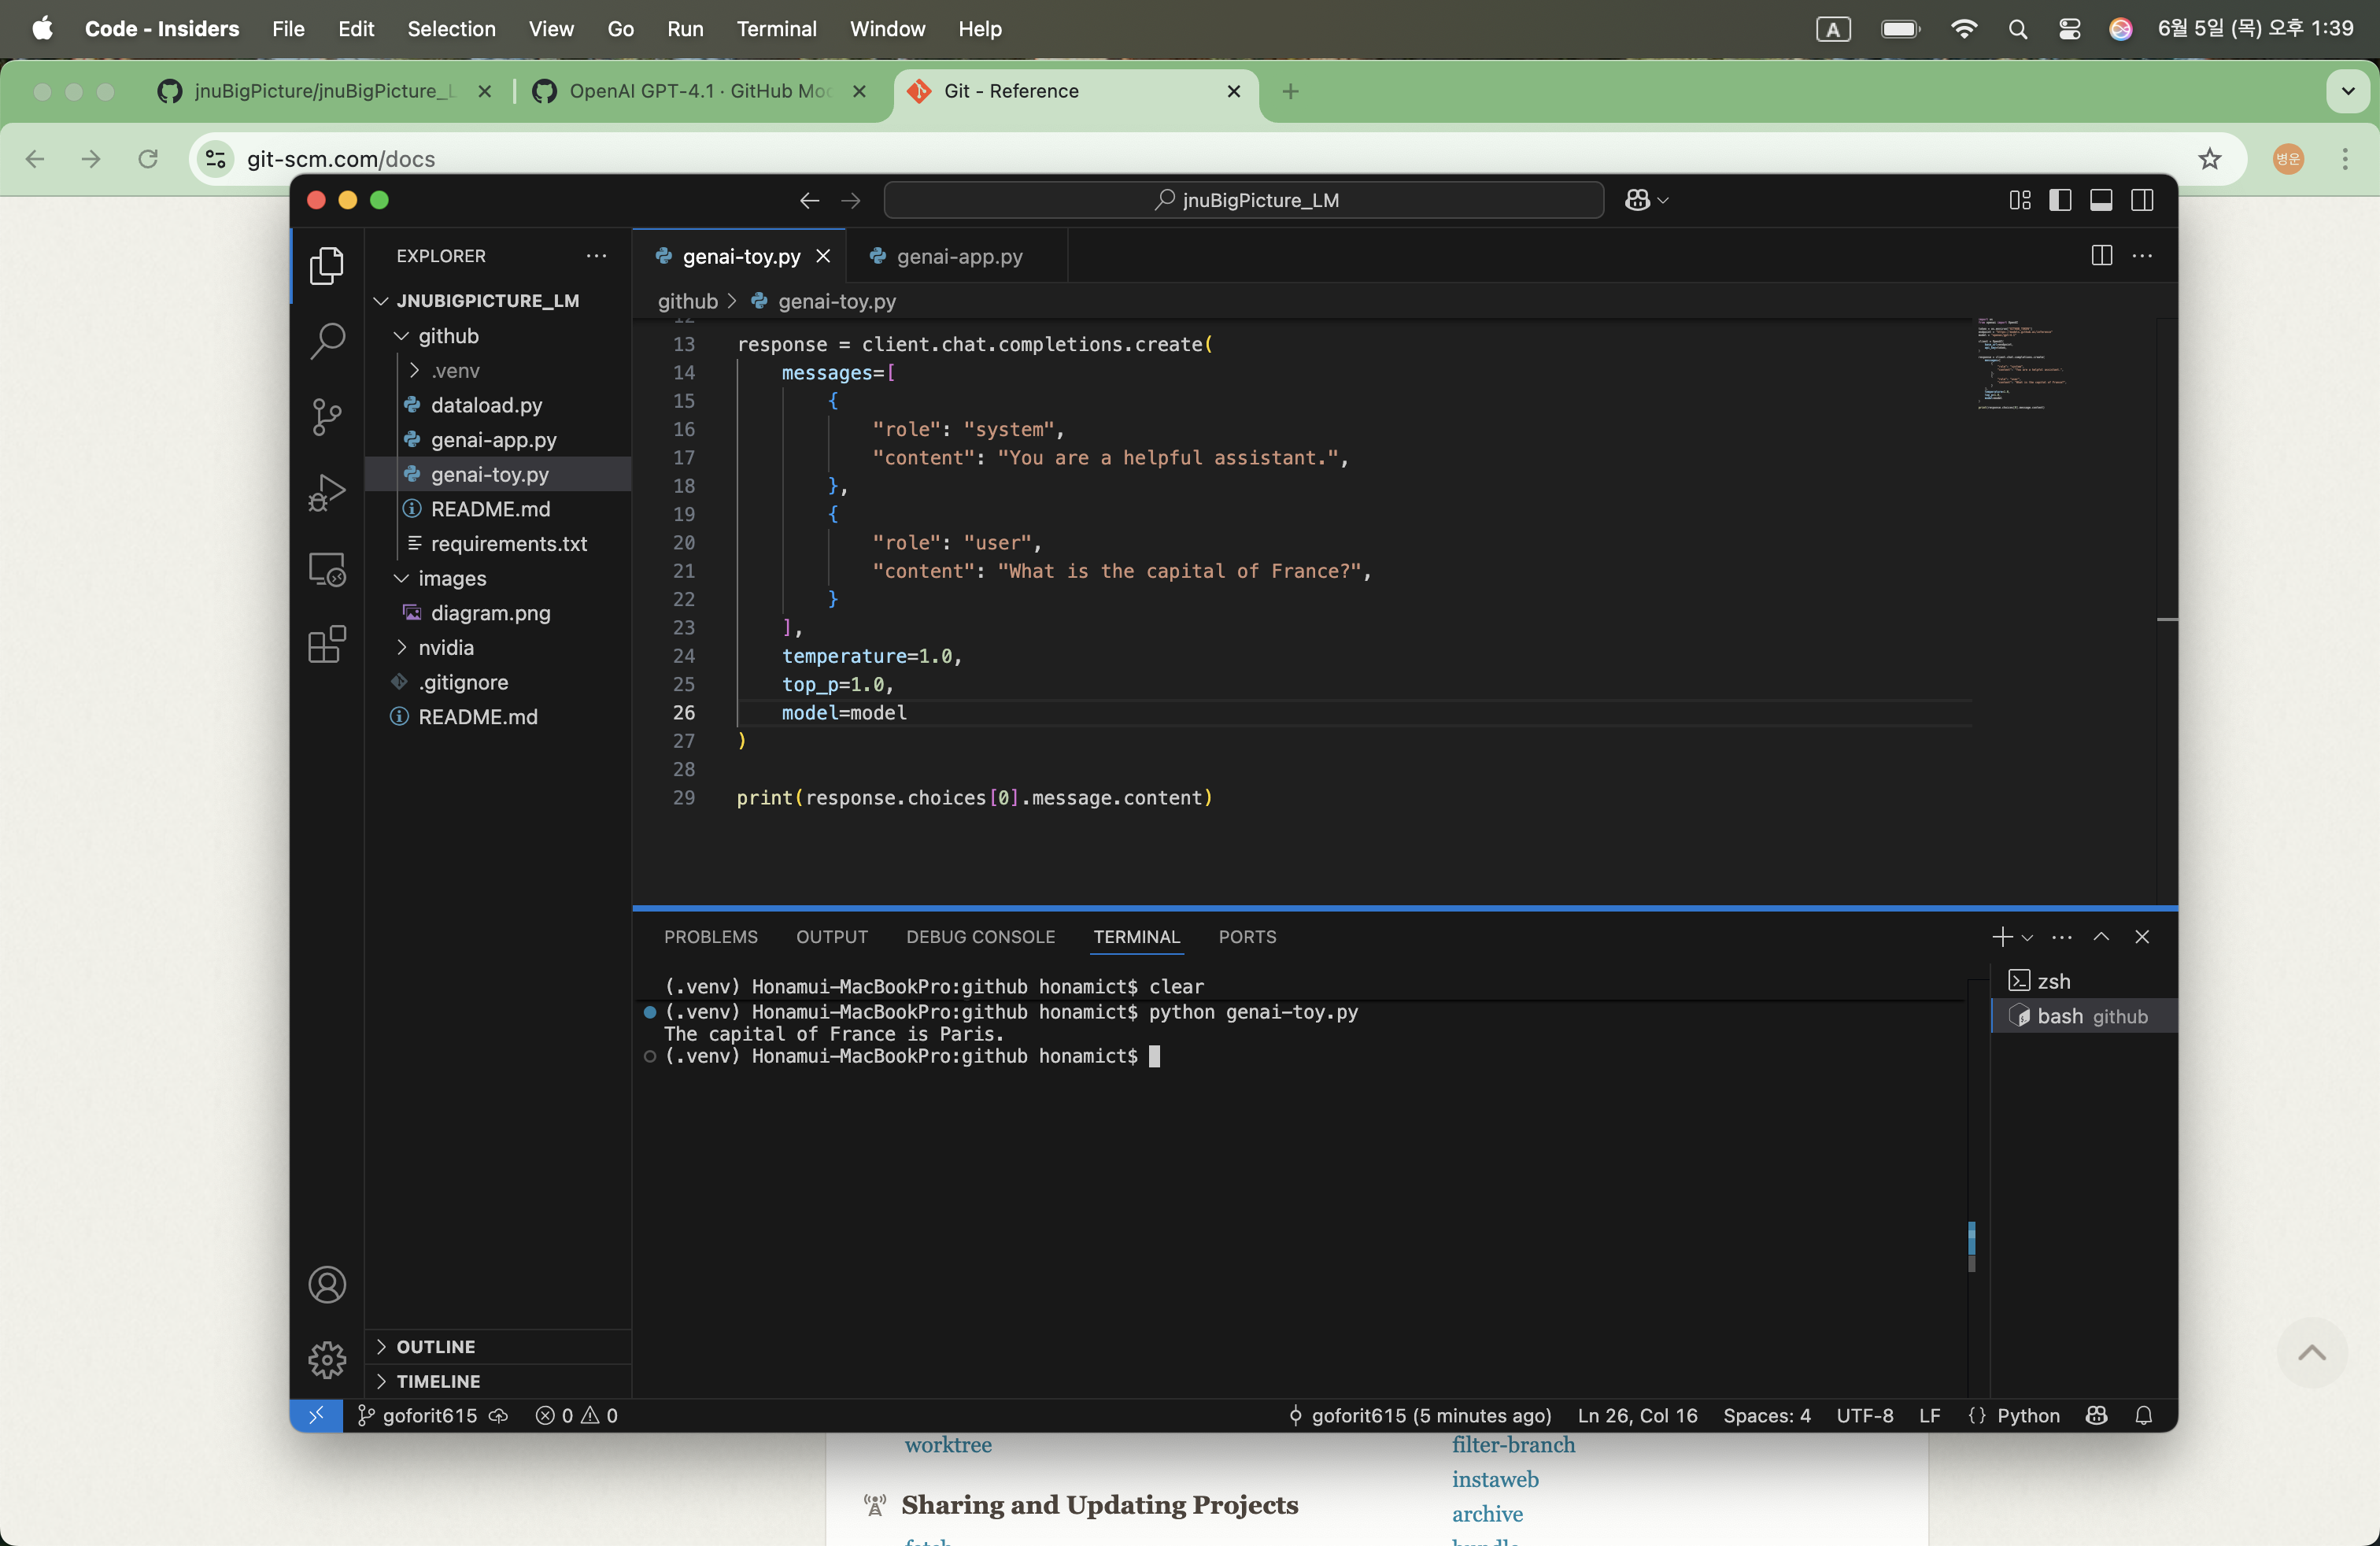 Code - Insiders File Edit Selection View Go Run Terminal Window Help A 6월 5일 (목) 오후 1:39
jnuBigPicture/jnuBigPicture_L OpenAI GPT-4.1 · GitHub Mod Git - Reference
git-scm.com/docs 병운
jnuBigPicture_LM
EXPLORER
JNUBIGPICTURE_LM
github
.venv
dataload.py
genai-app.py
genai-toy.py
README.md
requirements.txt
images
diagram.png
nvidia
.gitignore
README.md
OUTLINE
TIMELINE
genai-toy.py genai-app.py
github > genai-toy.py
12
13 response = client.chat.completions.create(
14 messages=[
15 {
16 "role": "system",
17 "content": "You are a helpful assistant.",
18 },
19 {
20 "role": "user",
21 "content": "What is the capital of France?",
22 }
23 ],
24 temperature=1.0,
25 top_p=1.0,
26 model=model
27 )
28
29 print(response.choices[0].message.content)
PROBLEMS OUTPUT DEBUG CONSOLE TERMINAL PORTS
(.venv) Honamui-MacBookPro:github honamict$ clear
(.venv) Honamui-MacBookPro:github honamict$ python genai-toy.py
The capital of France is Paris.
(.venv) Honamui-MacBookPro:github honamict$
zsh
bash github
goforit615 0 0 goforit615 (5 minutes ago) Ln 26, Col 16 Spaces: 4 UTF-8 LF {} Python
worktree
Sharing and Updating Projects
fetch
filter-branch
instaweb
archive
bundle